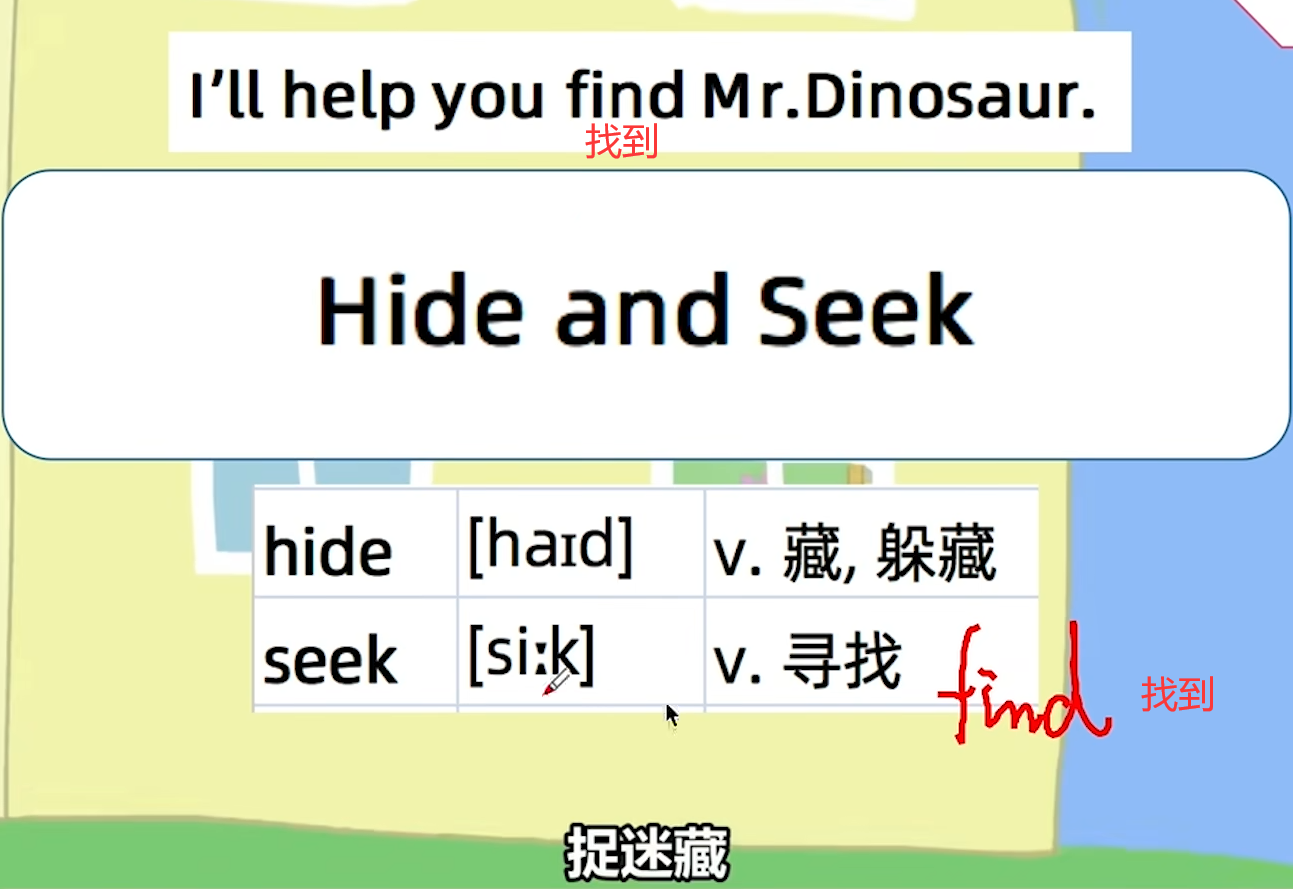 I’ll help you find Mr.Dinosaur.
找到
Hide and Seek
hide [haɪd] v. 藏, 躲藏
seek [siːk] v. 寻找 find 找到
捉迷藏